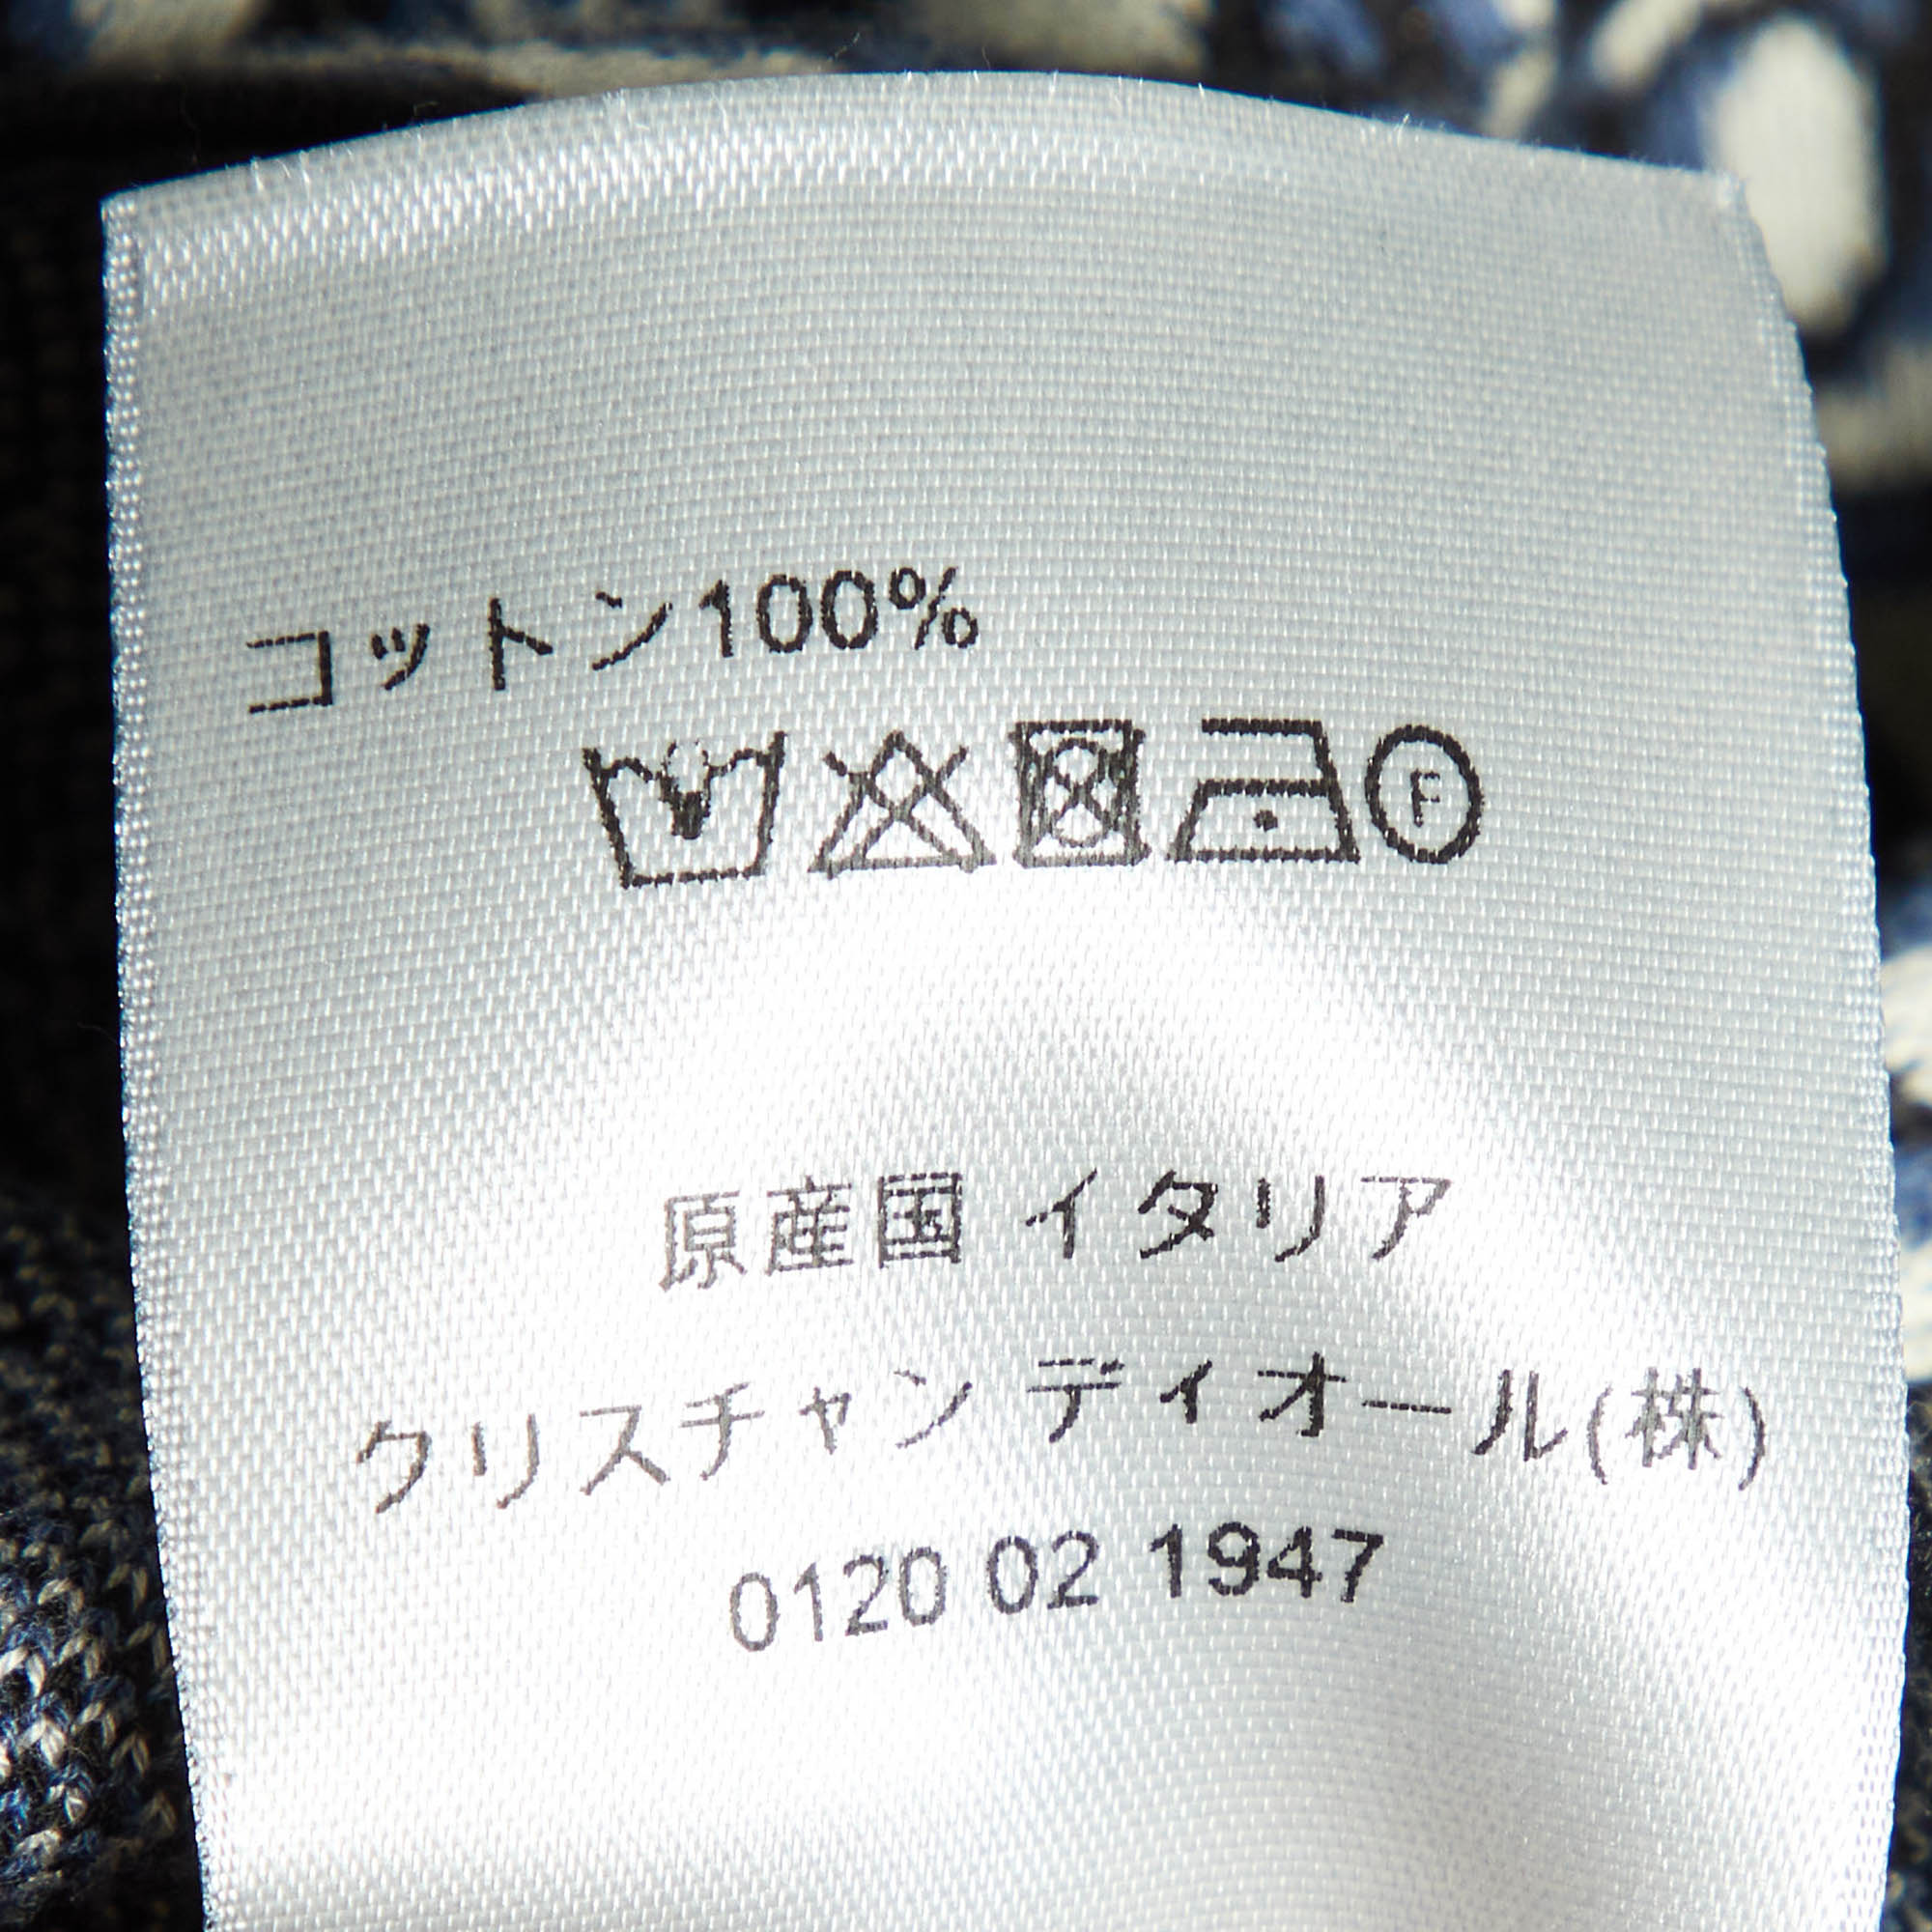 コットン100%
F
原産国 イタリア
クリスチャン ディオール(株)
0120 02 1947